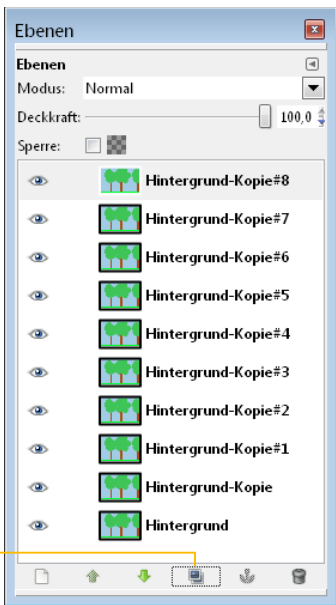 Ebenen
Ebenen
Modus: Normal
Deckkraft: 100,0
Sperre:
Hintergrund-Kopie#8
Hintergrund-Kopie#7
Hintergrund-Kopie#6
Hintergrund-Kopie#5
Hintergrund-Kopie#4
Hintergrund-Kopie#3
Hintergrund-Kopie#2
Hintergrund-Kopie#1
Hintergrund-Kopie
Hintergrund